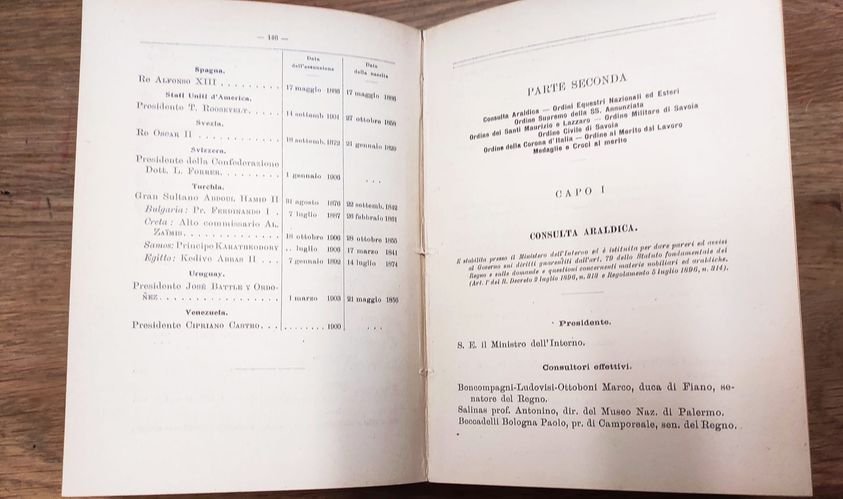 — 146 —
Data dell'assunzione
Data della nascita
Spagna.
Re ALFONSO XIII . . . . . . . . 17 maggio 1886 17 maggio 1886
Stati Uniti d'America.
Presidente T. ROOSEVELT. . . . . 14 settemb. 1901 27 ottobre 1858
Svezia.
Re OSCAR II . . . . . . . . . . 18 settemb. 1872 21 gennaio 1829
Svizzera.
Presidente della Confederazione
Dott. L. FORRER. . . . . . . . 1 gennaio 1906 . . .
Turchia.
Gran Sultano ABDOUL HAMID II 31 agosto 1876 22 settemb. 1842
Bulgaria: Pr. FERDINANDO I . 7 luglio 1887 26 febbraio 1861
Creta: Alto commissario AL.
ZAÏMIS. . . . . . . . . . . . 18 ottobre 1906 28 ottobre 1855
Samos: Principe KARATHEODORY .. luglio 1906 17 marzo 1841
Egitto: Kedivo ABBAS II . . . 7 gennaio 1892 14 luglio 1874
Uruguay.
Presidente JOSÉ BATTLE Y ORDO-
ÑEZ. . . . . . . . . . . . . . 1 marzo 1903 21 maggio 1856
Venezuela.
Presidente CIPRIANO CASTRO. . . . . . . . . . . 1900 . . .
PARTE SECONDA
Consulta Araldica — Ordini Equestri Nazionali ed Esteri
Ordine Supremo della SS. Annunziata
Ordine dei Santi Maurizio e Lazzaro — Ordine Militare di Savoia
Ordine Civile di Savoia
Ordine della Corona d'Italia — Ordine al Merito del Lavoro
Medaglie e Croci al merito
CAPO I
CONSULTA ARALDICA.
È stabilita presso il Ministero dell'Interno ed è istituita per dare pareri ed avvisi
al Governo sui diritti guarentiti dall'art. 79 dello Statuto fondamentale del
Regno e sulle domande e questioni concernenti materie nobiliari ed araldiche.
(Art. 1° del R. Decreto 2 luglio 1896, n. 313 e Regolamento 5 luglio 1896, n. 314).
Presidente.
S. E. il Ministro dell'Interno.
Consultori effettivi.
Boncompagni-Ludovisi-Ottoboni Marco, duca di Fiano, se-
natore del Regno.
Salinas prof. Antonino, dir. del Museo Naz. di Palermo.
Beccadelli Bologna Paolo, pr. di Camporeale, sen. del Regno.